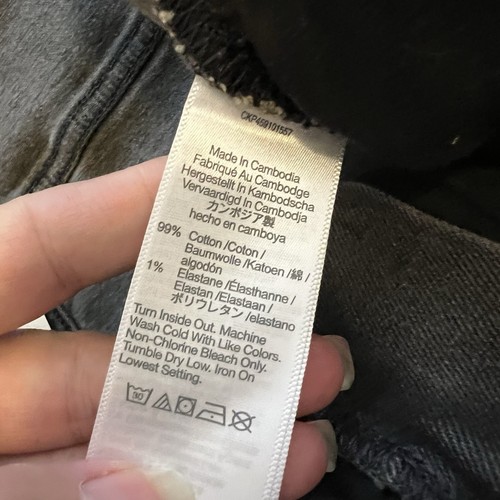 CKP459101557
Made In Cambodia
Fabriqué Au Cambodge
Hergestellt In Kambodscha
Vervaardigd In Cambodja
カンボジア製
hecho en camboya
99% Cotton /Coton /
Baumwolle /Katoen /綿 /
algodón
1% Elastane /Élasthanne /
Elastan /Elastaan /
ポリウレタン /elastano
Turn Inside Out. Machine
Wash Cold With Like Colors.
Non-Chlorine Bleach Only.
Tumble Dry Low. Iron On
Lowest Setting.
30